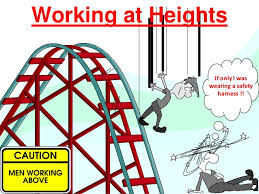 Working at Heights
If only I was
wearing a safety
harness !!
CAUTION
MEN WORKING
ABOVE